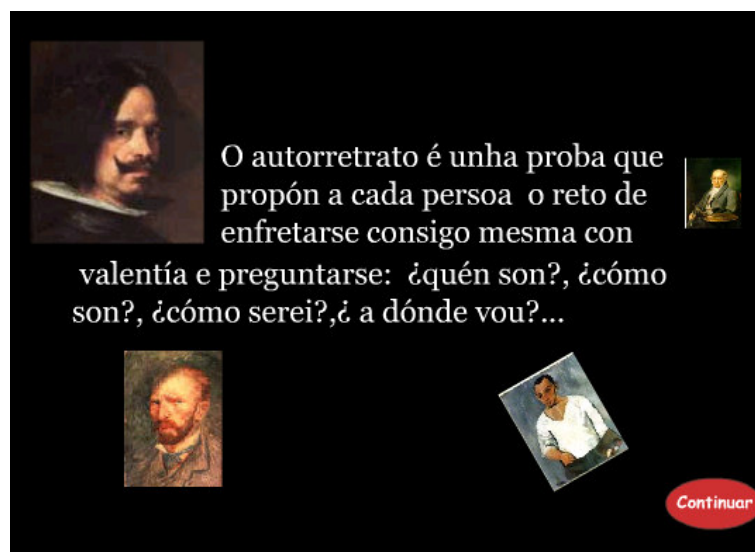 O autorretrato é unha proba que
propón a cada persoa  o reto de
enfretarse consigo mesma con
valentía e preguntarse:  ¿quén son?, ¿cómo
son?, ¿cómo serei?,¿ a dónde vou?...
Continuar